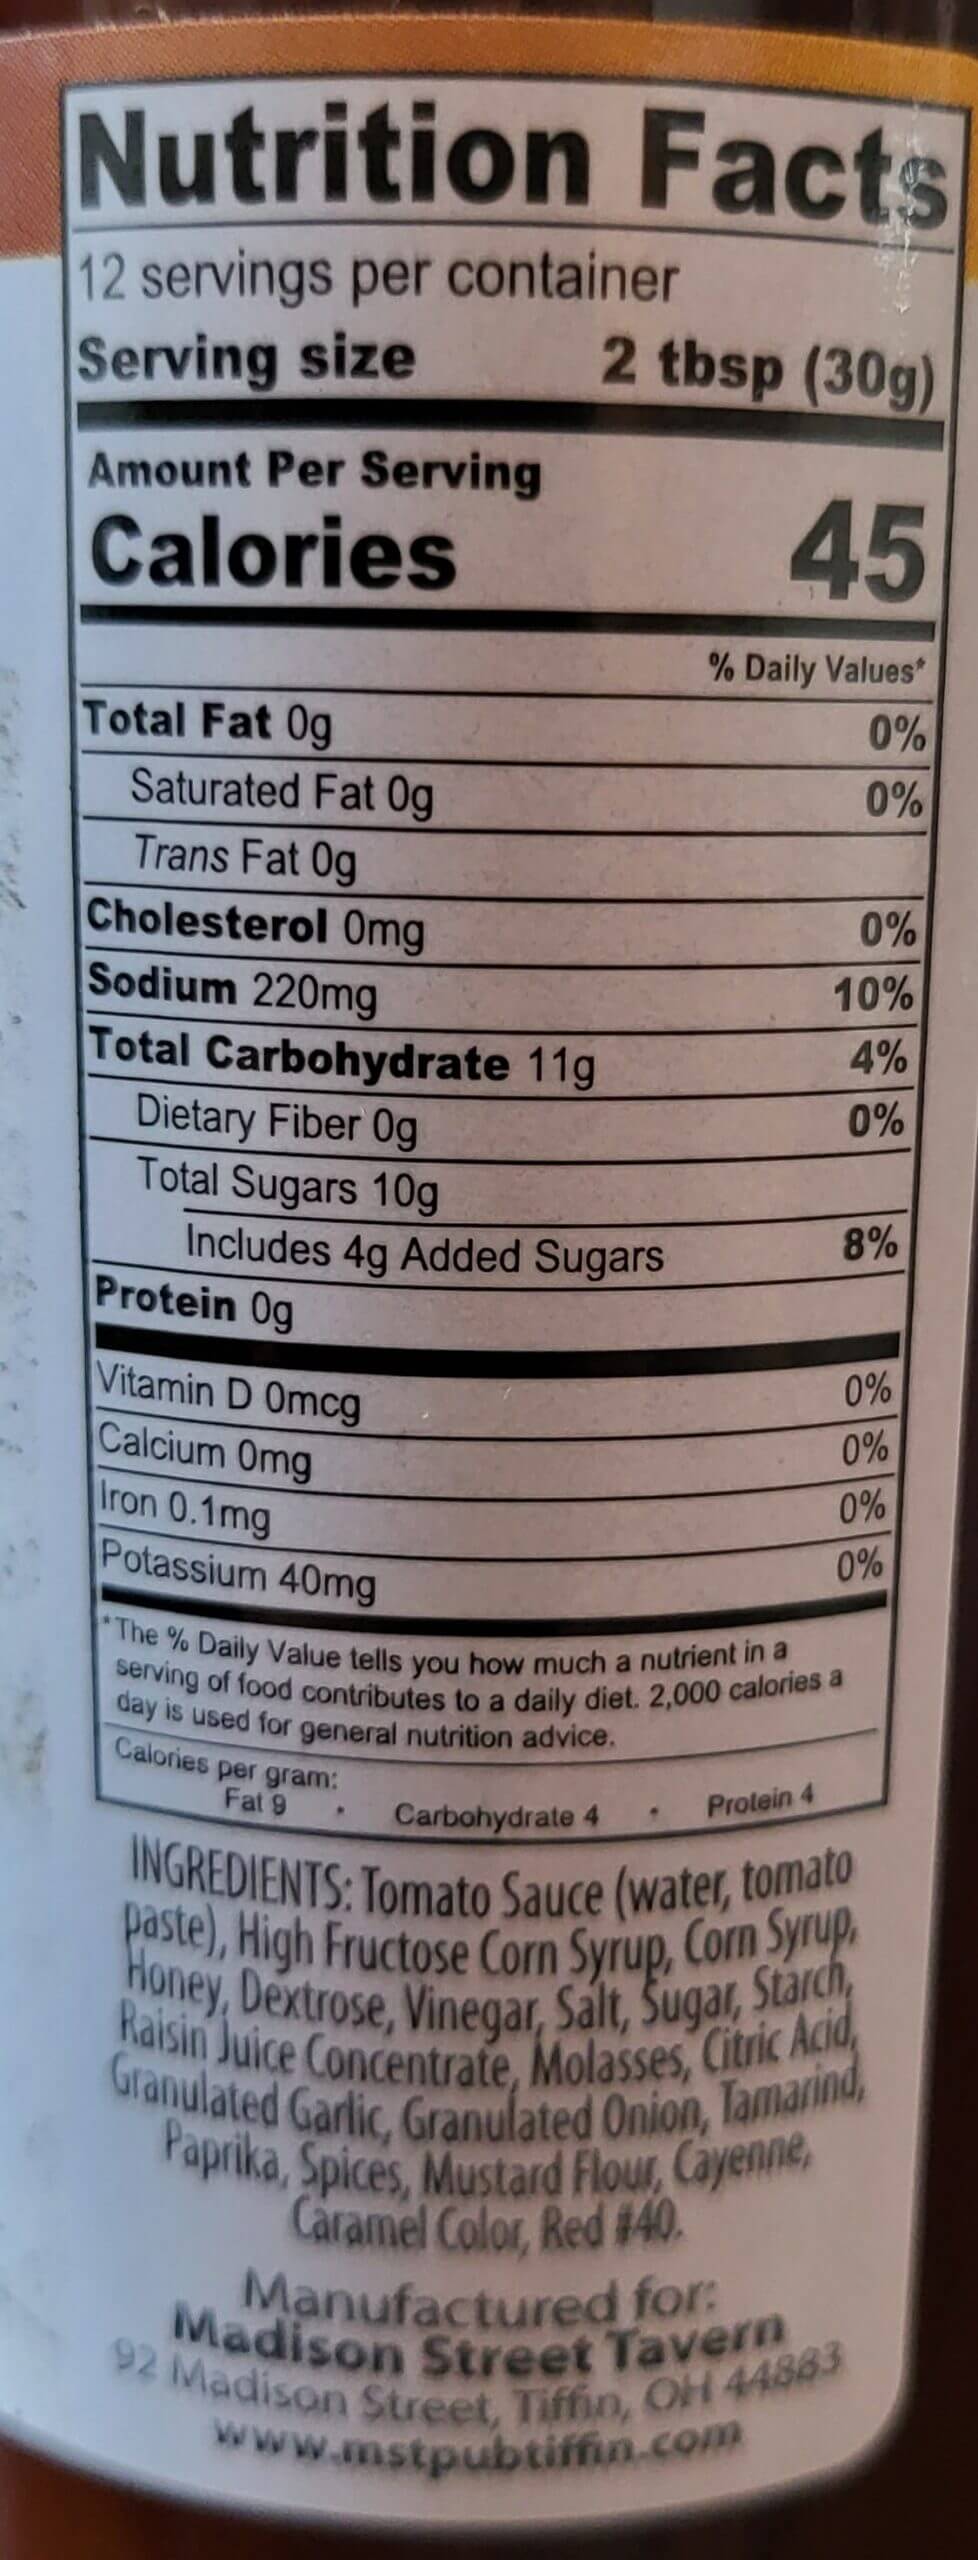 Nutrition Facts
12 servings per container
Serving size 2 tbsp (30g)
Amount Per Serving
Calories 45
% Daily Values*
Total Fat 0g 0%
Saturated Fat 0g 0%
Trans Fat 0g
Cholesterol 0mg 0%
Sodium 220mg 10%
Total Carbohydrate 11g 4%
Dietary Fiber 0g 0%
Total Sugars 10g
Includes 4g Added Sugars 8%
Protein 0g
Vitamin D 0mcg 0%
Calcium 0mg 0%
Iron 0.1mg 0%
Potassium 40mg 0%
*The % Daily Value tells you how much a nutrient in a
serving of food contributes to a daily diet. 2,000 calories a
day is used for general nutrition advice.
Calories per gram:
Fat 9 • Carbohydrate 4 • Protein 4
INGREDIENTS: Tomato Sauce (water, tomato
paste), High Fructose Corn Syrup, Corn Syrup,
Honey, Dextrose, Vinegar, Salt, Sugar, Starch,
Raisin Juice Concentrate, Molasses, Citric Acid,
Granulated Garlic, Granulated Onion, Tamarind,
Paprika, Spices, Mustard Flour, Cayenne,
Caramel Color, Red #40.
Manufactured for:
Madison Street Tavern
92 Madison Street, Tiffin, OH 44883
www.mstpubtiffin.com